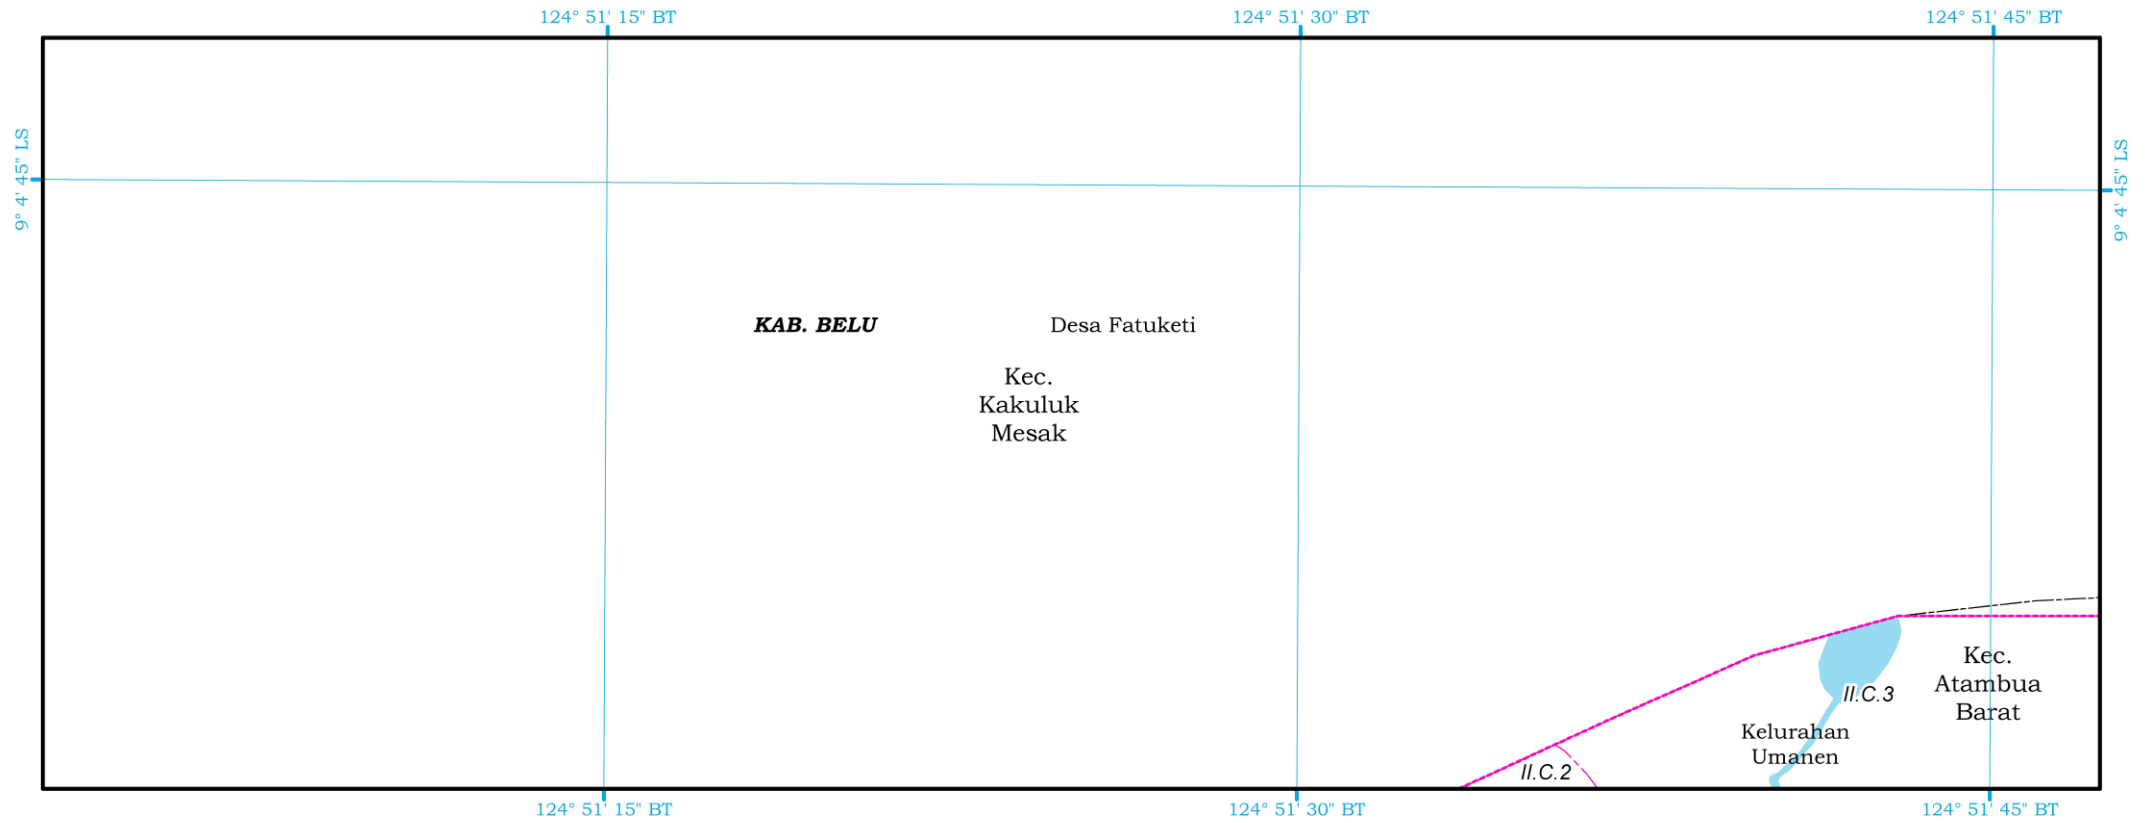 124° 51' 15" BT
124° 51' 30" BT
124° 51' 45" BT
9° 4' 45" LS
9° 4' 45" LS
KAB. BELU
Desa Fatuketi
Kec.
Kakuluk
Mesak
Kec.
Atambua
Barat
II.C.3
Kelurahan
Umanen
II.C.2
124° 51' 15" BT
124° 51' 30" BT
124° 51' 45" BT